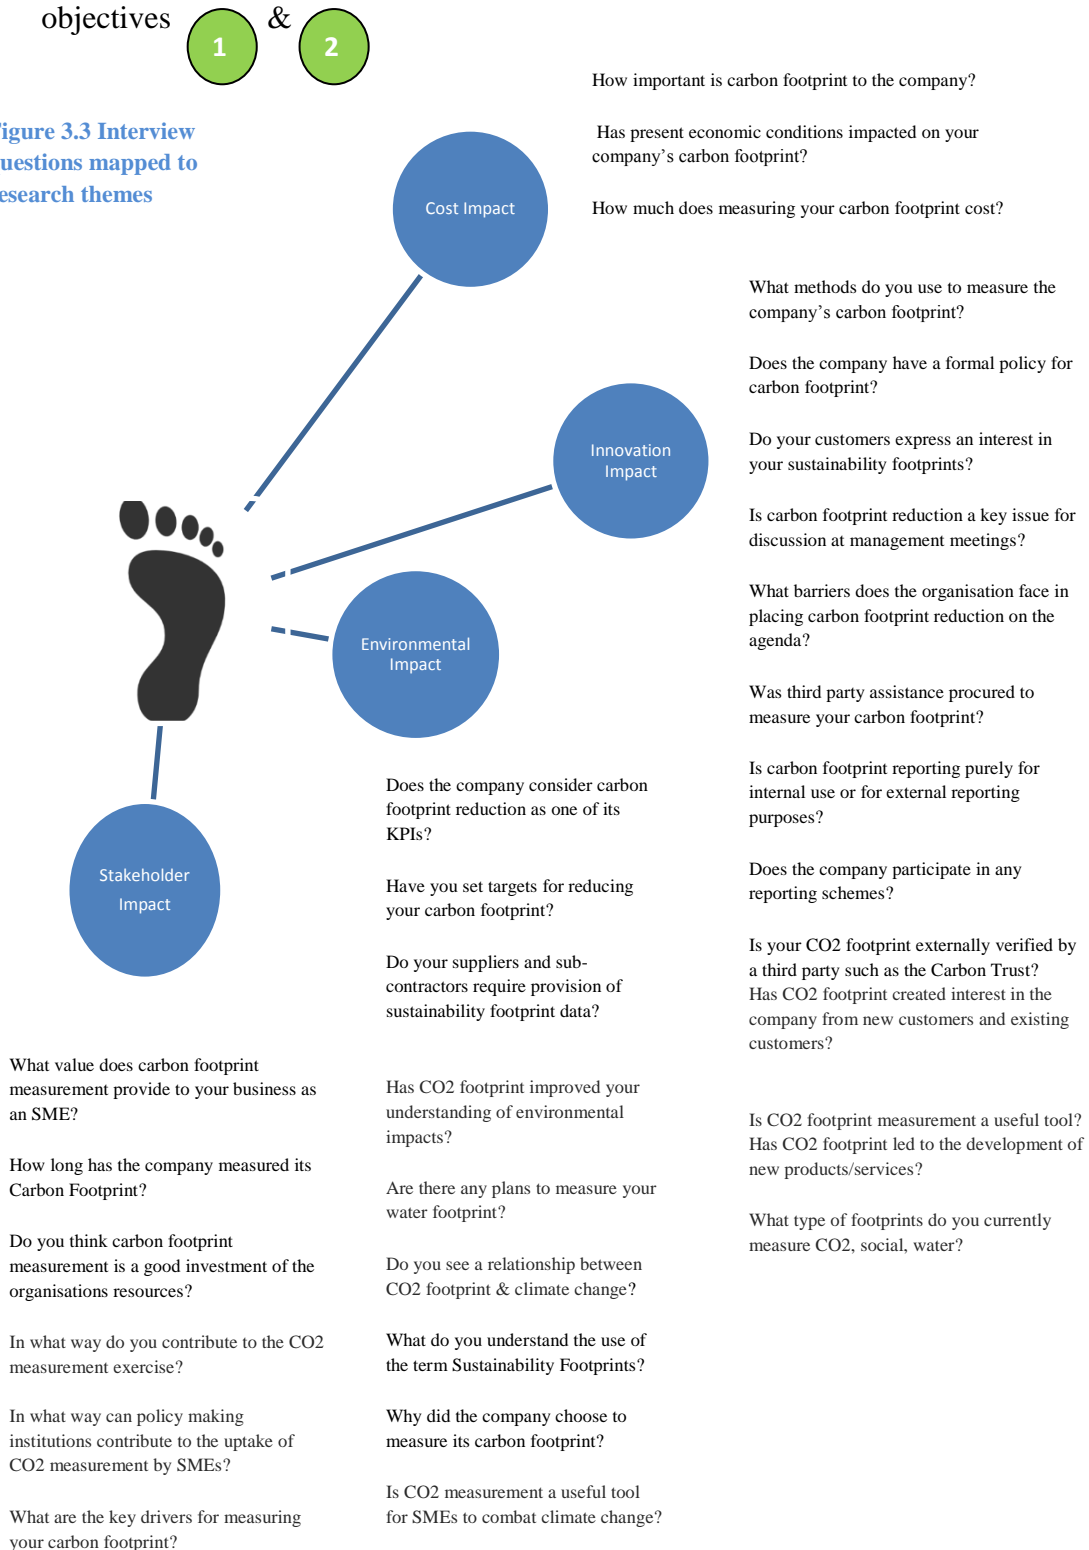 objectives 1 & 2
Figure 3.3 Interview
questions mapped to
research themes
Cost Impact
How important is carbon footprint to the company?
Has present economic conditions impacted on your
company’s carbon footprint?
How much does measuring your carbon footprint cost?
Innovation
Impact
What methods do you use to measure the
company’s carbon footprint?
Does the company have a formal policy for
carbon footprint?
Do your customers express an interest in
your sustainability footprints?
Is carbon footprint reduction a key issue for
discussion at management meetings?
What barriers does the organisation face in
placing carbon footprint reduction on the
agenda?
Was third party assistance procured to
measure your carbon footprint?
Is carbon footprint reporting purely for
internal use or for external reporting
purposes?
Does the company participate in any
reporting schemes?
Is your CO2 footprint externally verified by
a third party such as the Carbon Trust?
Has CO2 footprint created interest in the
company from new customers and existing
customers?
Is CO2 footprint measurement a useful tool?
Has CO2 footprint led to the development of
new products/services?
What type of footprints do you currently
measure CO2, social, water?
Environmental
Impact
Does the company consider carbon
footprint reduction as one of its
KPIs?
Have you set targets for reducing
your carbon footprint?
Do your suppliers and sub-
contractors require provision of
sustainability footprint data?
Has CO2 footprint improved your
understanding of environmental
impacts?
Are there any plans to measure your
water footprint?
Do you see a relationship between
CO2 footprint & climate change?
What do you understand the use of
the term Sustainability Footprints?
Why did the company choose to
measure its carbon footprint?
Is CO2 measurement a useful tool
for SMEs to combat climate change?
Stakeholder
Impact
What value does carbon footprint
measurement provide to your business as
an SME?
How long has the company measured its
Carbon Footprint?
Do you think carbon footprint
measurement is a good investment of the
organisations resources?
In what way do you contribute to the CO2
measurement exercise?
In what way can policy making
institutions contribute to the uptake of
CO2 measurement by SMEs?
What are the key drivers for measuring
your carbon footprint?